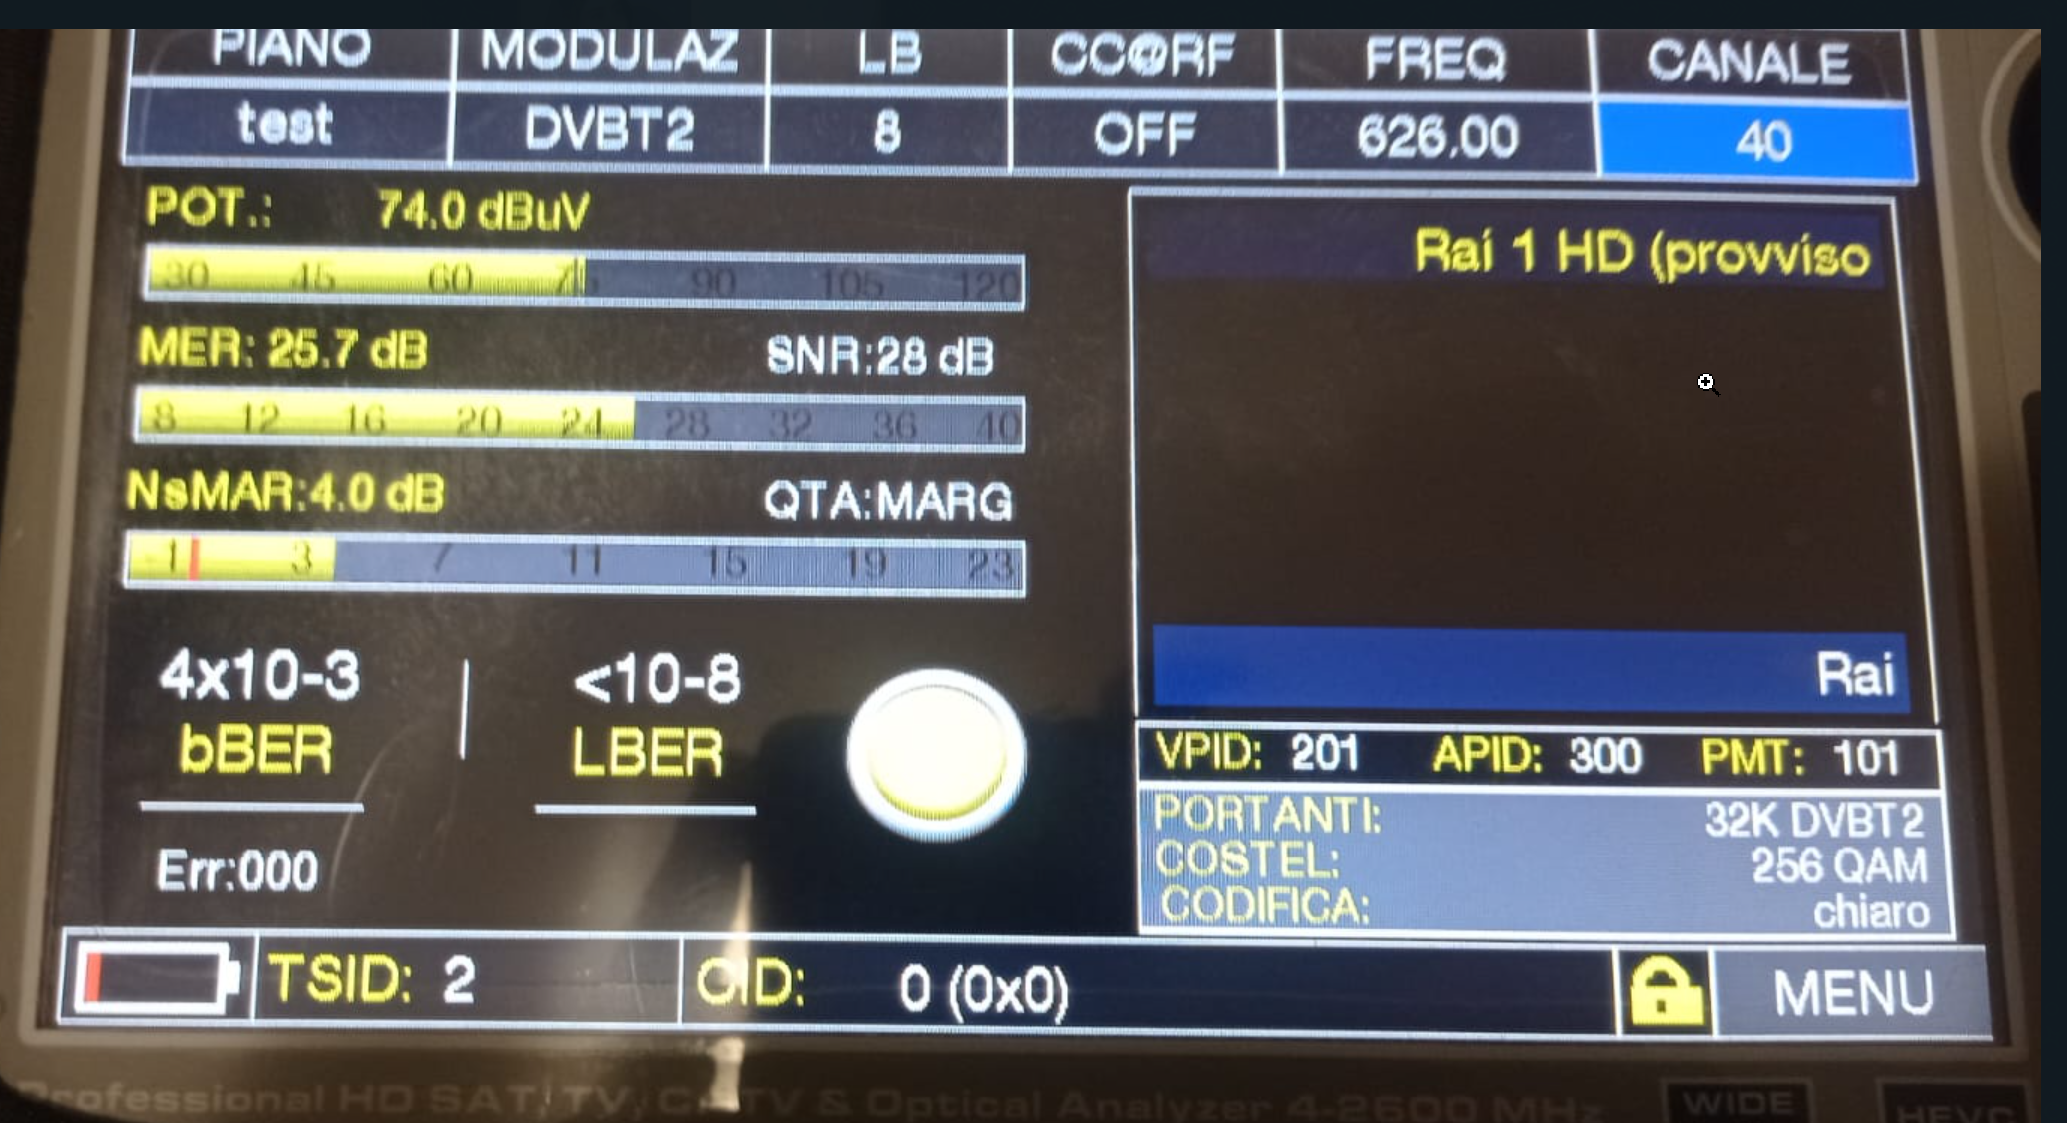 PIANO MODULAZ LB CC@RF FREQ CANALE
test DVBT2 8 OFF 626.00 40
POT.: 74.0 dBuV
30 45 60 75 90 105 120
MER: 25.7 dB SNR:28 dB
8 12 16 20 24 28 32 36 40
NsMAR:4.0 dB QTA:MARG
-1 3 7 11 15 19 23
4x10-3 <10-8
bBER LBER
Err:000
Rai 1 HD (provviso
Rai
VPID: 201 APID: 300 PMT: 101
PORTANTI: 32K DVBT2
COSTEL: 256 QAM
CODIFICA: chiaro
TSID: 2 CID: 0 (0x0) MENU
Professional HD SAT, TV, CATV & Optical Analyzer 4-2600 MHz WIDE HEVC